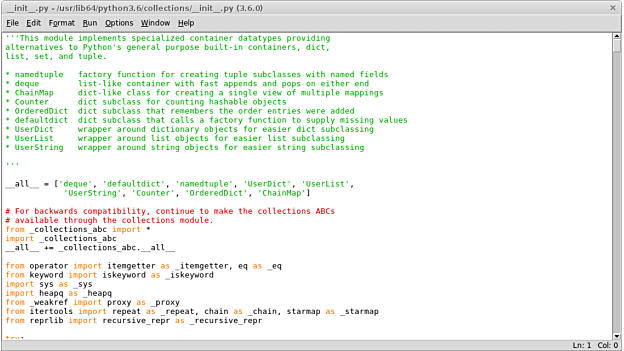 __init__.py - /usr/lib64/python3.6/collections/__init__.py (3.6.0)
File Edit Format Run Options Window Help
'''This module implements specialized container datatypes providing
alternatives to Python's general purpose built-in containers, dict,
list, set, and tuple.
* namedtuple   factory function for creating tuple subclasses with named fields
* deque        list-like container with fast appends and pops on either end
* ChainMap     dict-like class for creating a single view of multiple mappings
* Counter      dict subclass for counting hashable objects
* OrderedDict  dict subclass that remembers the order entries were added
* defaultdict  dict subclass that calls a factory function to supply missing values
* UserDict     wrapper around dictionary objects for easier dict subclassing
* UserList     wrapper around list objects for easier list subclassing
* UserString   wrapper around string objects for easier string subclassing
'''
__all__ = ['deque', 'defaultdict', 'namedtuple', 'UserDict', 'UserList',
            'UserString', 'Counter', 'OrderedDict', 'ChainMap']
# For backwards compatibility, continue to make the collections ABCs
# available through the collections module.
from _collections_abc import *
import _collections_abc
__all__ += _collections_abc.__all__
from operator import itemgetter as _itemgetter, eq as _eq
from keyword import iskeyword as _iskeyword
import sys as _sys
import heapq as _heapq
from _weakref import proxy as _proxy
from itertools import repeat as _repeat, chain as _chain, starmap as _starmap
from reprlib import recursive_repr as _recursive_repr
try:
Ln: 1 Col: 0